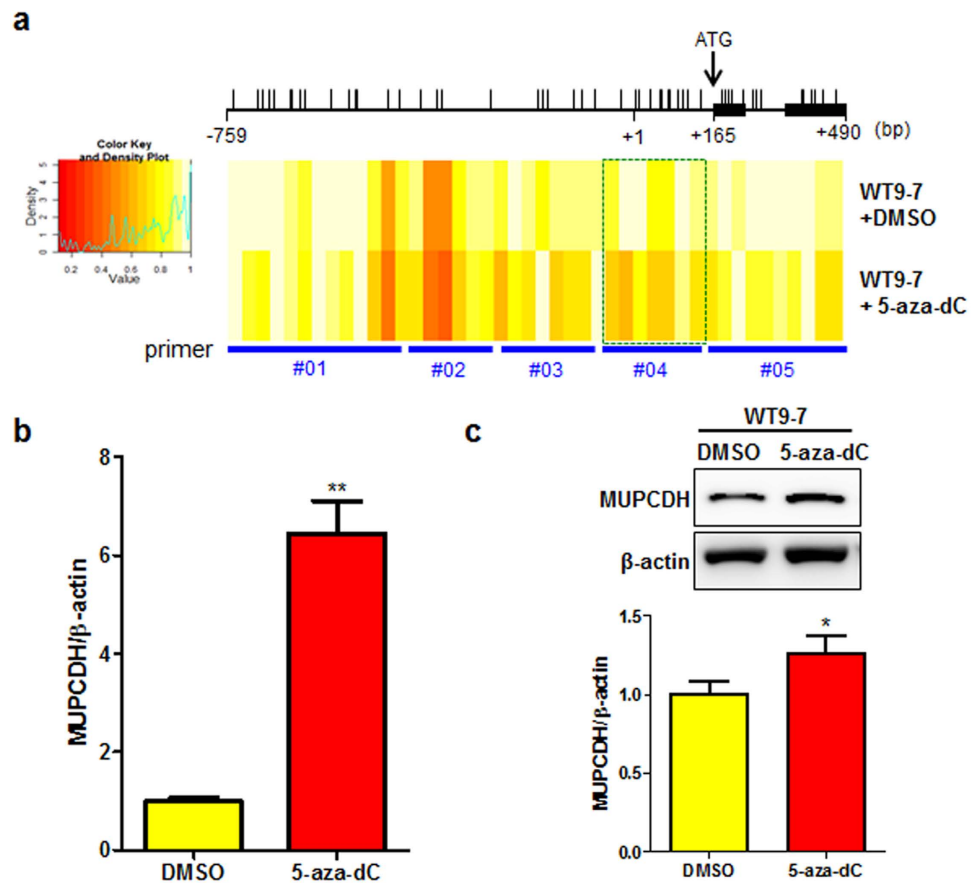 a
ATG
-759
+1
+165
+490
(bp)
Color Key
and Density Plot
Density
0 1 2 3 4 5
0.2 0.4 0.6 0.8 1
Value
WT9-7
+DMSO
WT9-7
+ 5-aza-dC
primer
#01 #02 #03 #04 #05
b
MUPCDH/β-actin
8
6
4
2
0
**
DMSO 5-aza-dC
c
WT9-7
DMSO 5-aza-dC
MUPCDH
β-actin
MUPCDH/β-actin
1.5
1.0
0.5
0.0
*
DMSO 5-aza-dC